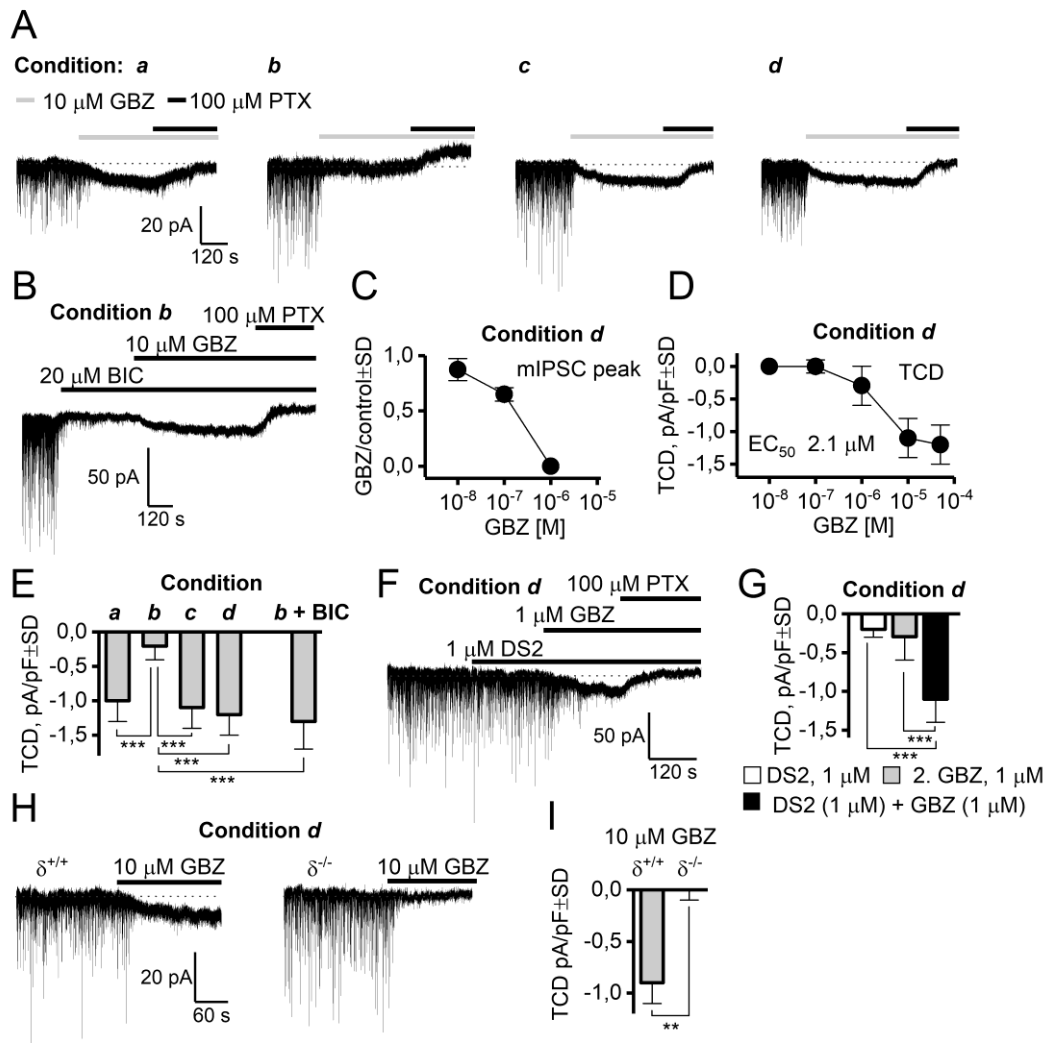 A
Condition: a b c d
10 μM GBZ 100 μM PTX
20 pA
120 s
B
Condition b
100 μM PTX
10 μM GBZ
20 μM BIC
50 pA
120 s
C
Condition d
mIPSC peak
GBZ/control±SD
1,0
0,5
0,0
10-8 10-7 10-6 10-5
GBZ [M]
D
Condition d
TCD
TCD, pA/pF±SD
0,0
-0,5
-1,0
-1,5
EC50 2.1 μM
10-8 10-7 10-6 10-5 10-4
GBZ [M]
E
Condition
a b c d b + BIC
TCD, pA/pF±SD
0,0
-0,5
-1,0
-1,5
***
***
***
***
F
Condition d
100 μM PTX
1 μM GBZ
1 μM DS2
50 pA
120 s
G
Condition d
TCD, pA/pF±SD
0,0
-0,5
-1,0
-1,5
***
***
DS2, 1 μM 2. GBZ, 1 μM
DS2 (1 μM) + GBZ (1 μM)
H
Condition d
δ+/+
10 μM GBZ
δ-/-
10 μM GBZ
20 pA
60 s
I
10 μM GBZ
δ+/+ δ-/-
TCD pA/pF±SD
0,0
-0,5
-1,0
**